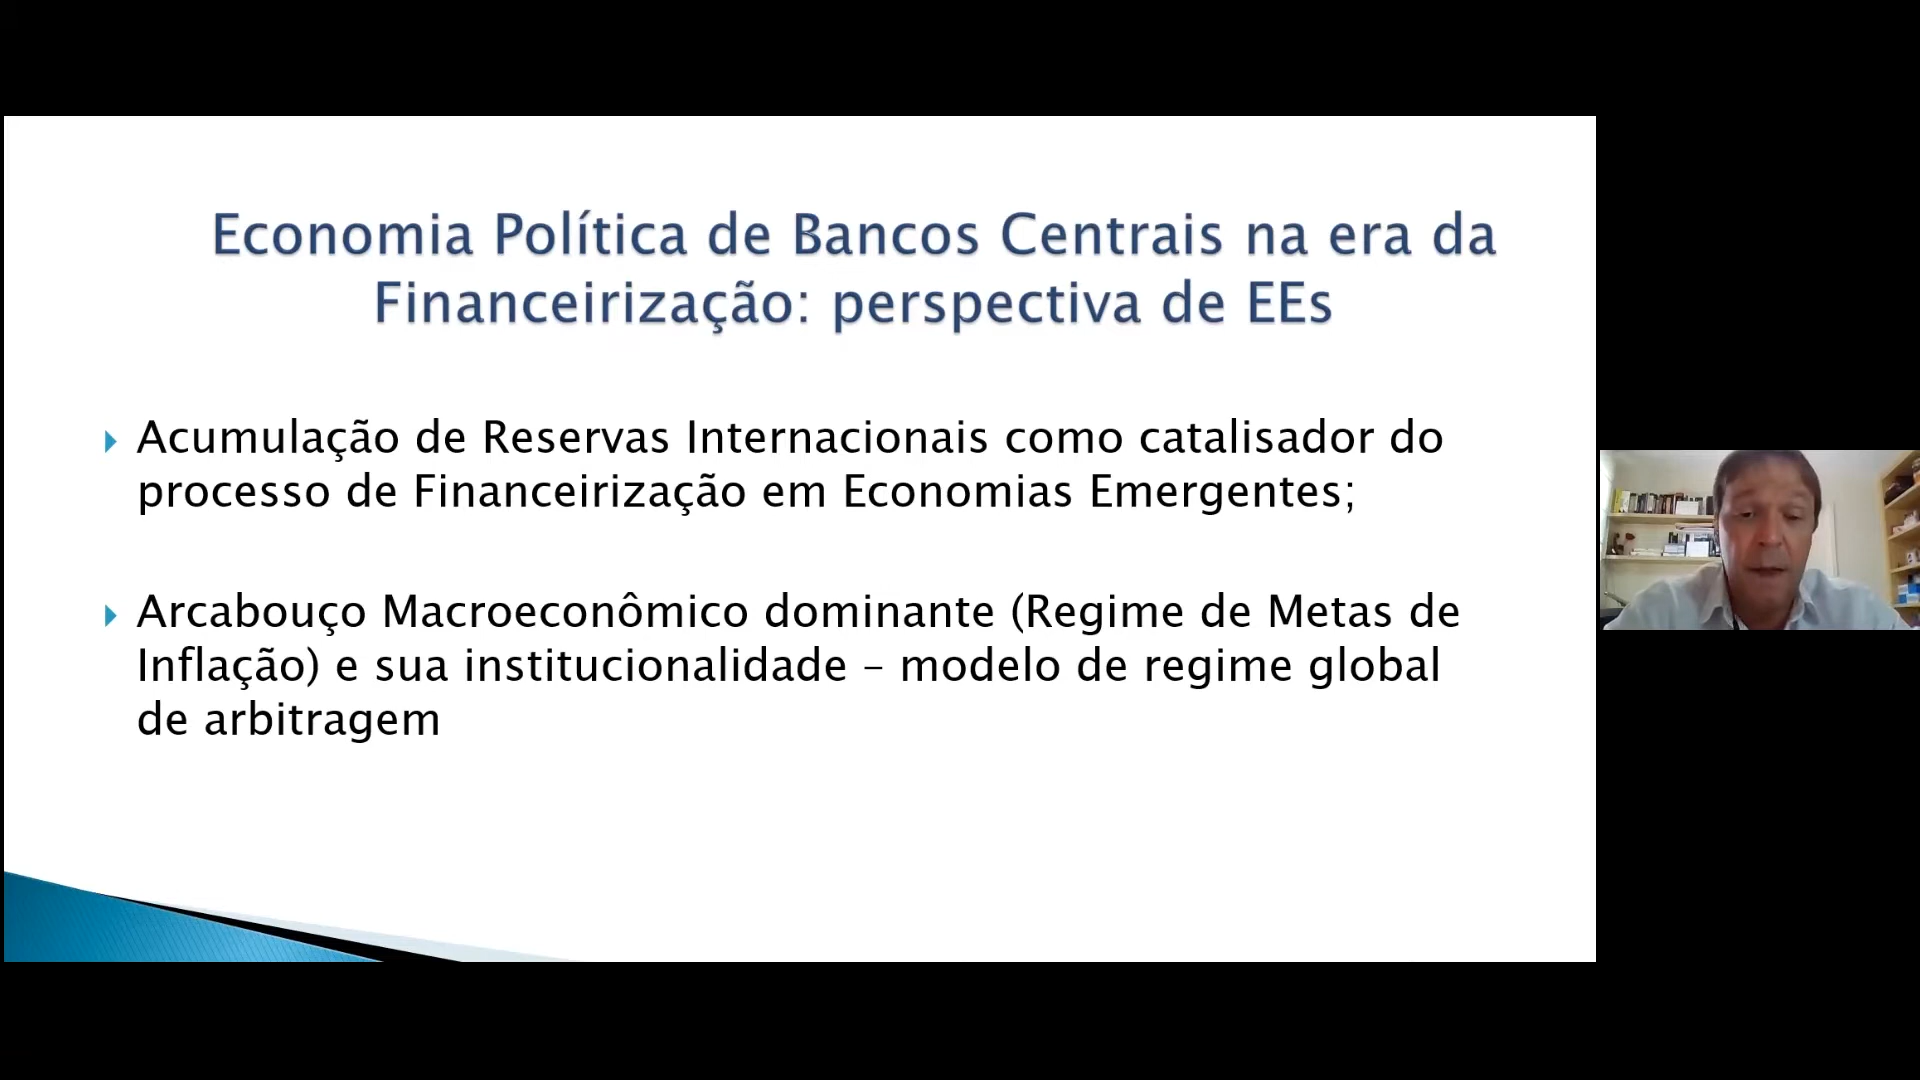 Economia Política de Bancos Centrais na era da
Financeirização: perspectiva de EEs
Acumulação de Reservas Internacionais como catalisador do
processo de Financeirização em Economias Emergentes;
Arcabouço Macroeconômico dominante (Regime de Metas de
Inflação) e sua institucionalidade – modelo de regime global
de arbitragem